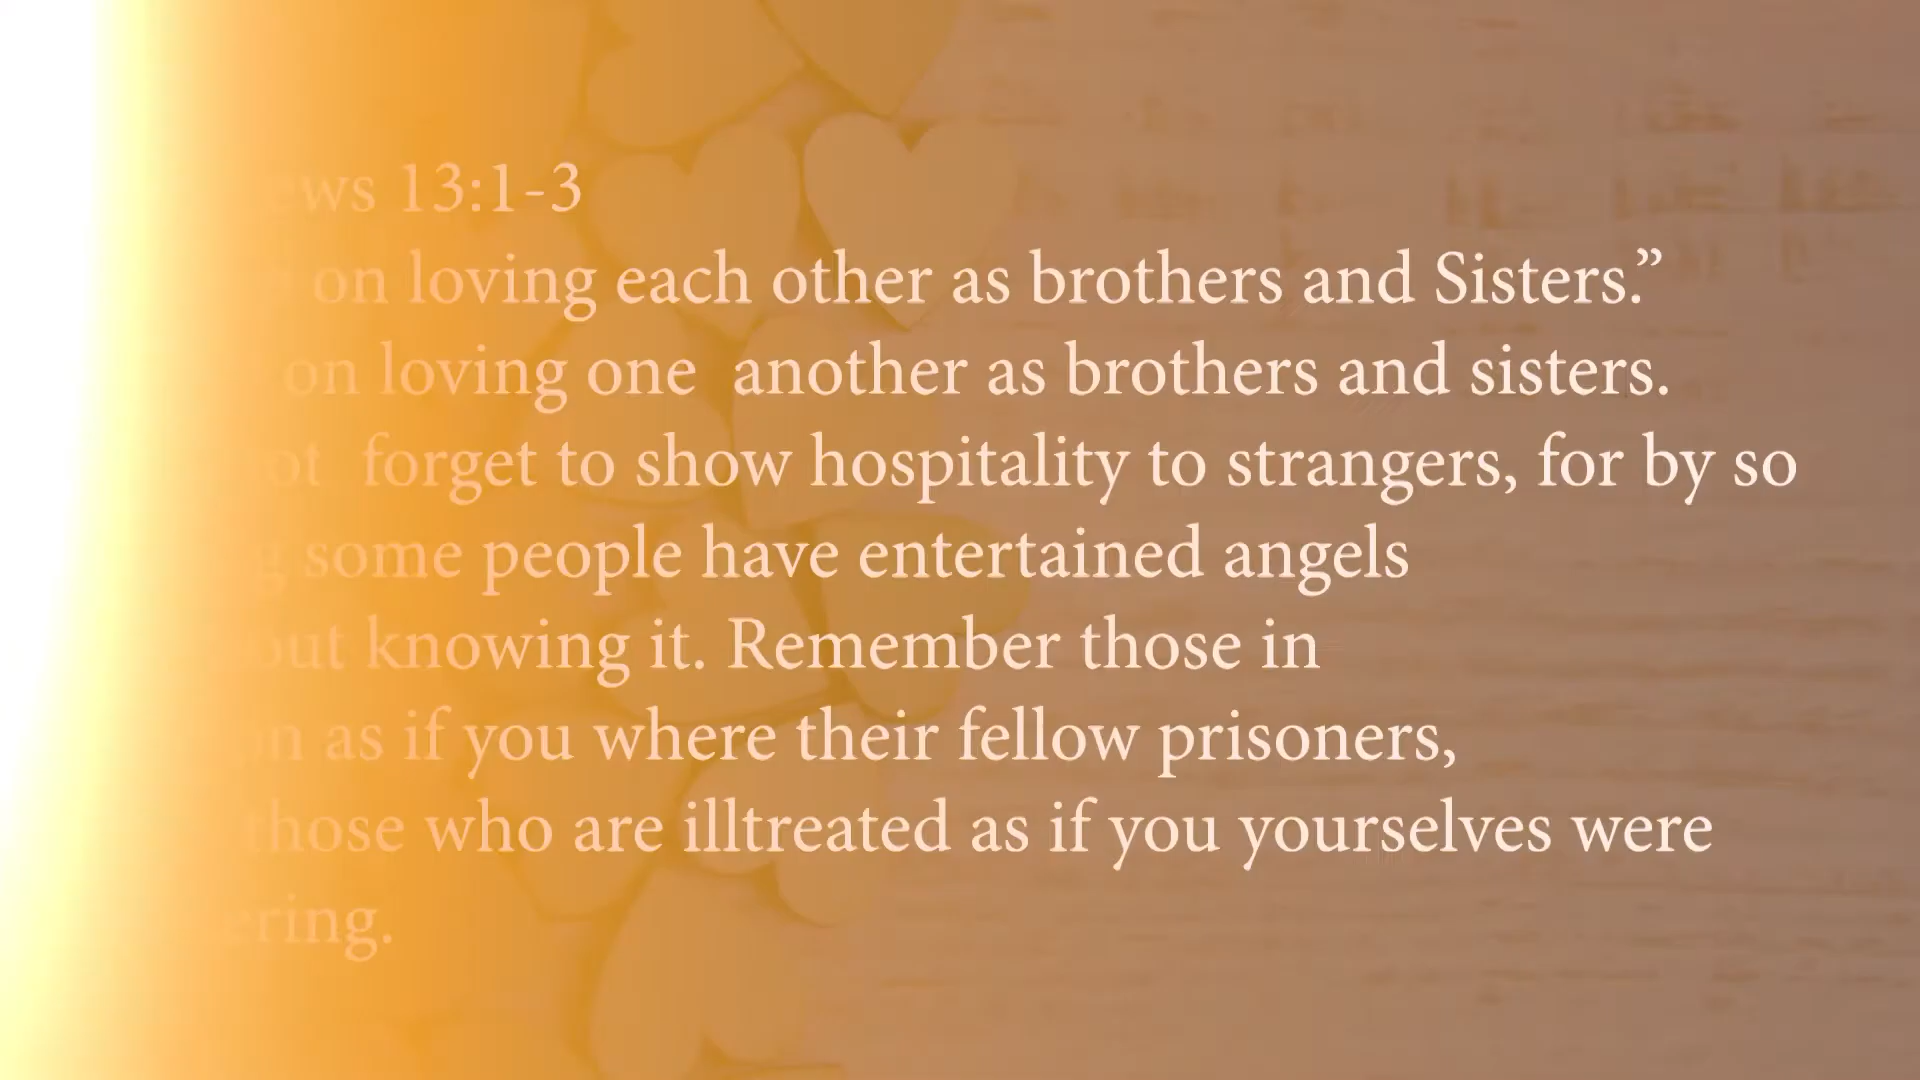 13:1-3
on loving each other as brothers and Sisters.”
on loving one another as brothers and sisters.
forget to show hospitality to strangers, for by so
some people have entertained angels
knowing it. Remember those in
as if you where their fellow prisoners,
those who are illtreated as if you yourselves were